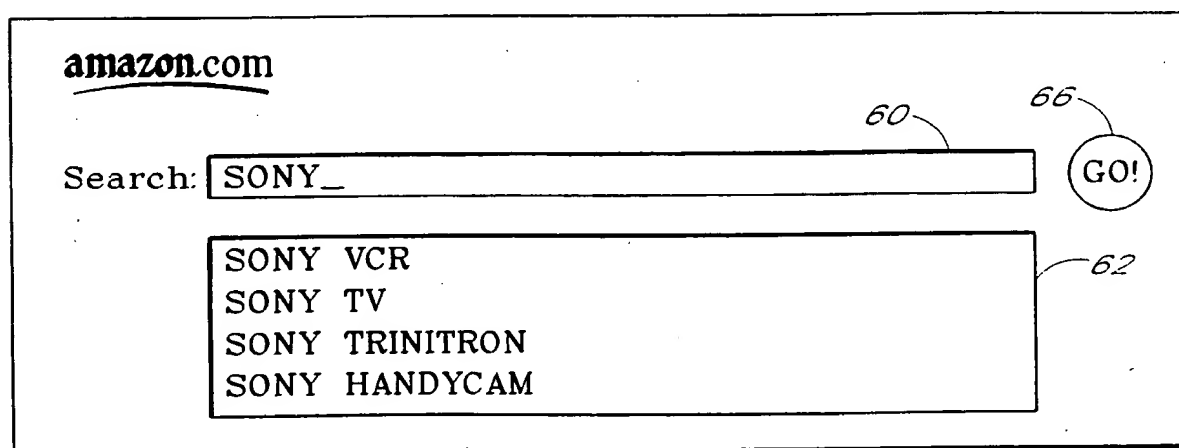 amazon.com
60
66
Search: SONY_ GO!
SONY VCR
62
SONY TV
SONY TRINITRON
SONY HANDYCAM